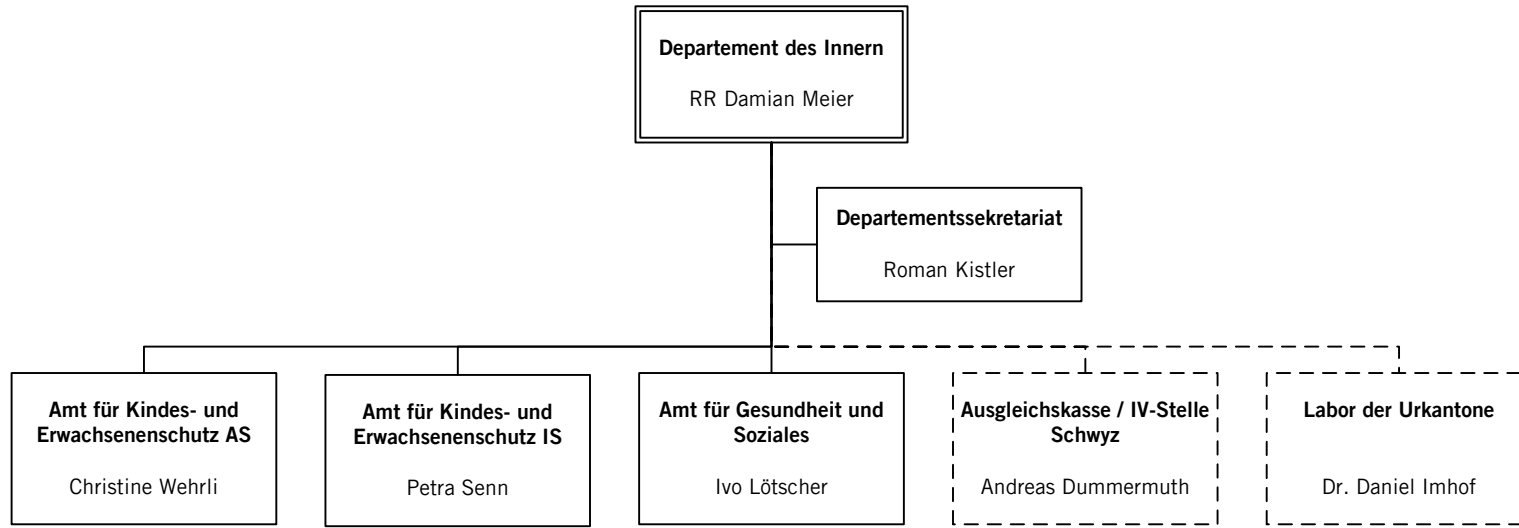 Departement des Innern
RR Damian Meier
Departementssekretariat
Roman Kistler
Amt für Kindes- und
Erwachsenenschutz AS
Christine Wehrli
Amt für Kindes- und
Erwachsenenschutz IS
Petra Senn
Amt für Gesundheit und
Soziales
Ivo Lötscher
Ausgleichskasse / IV-Stelle
Schwyz
Andreas Dummermuth
Labor der Urkantone
Dr. Daniel Imhof